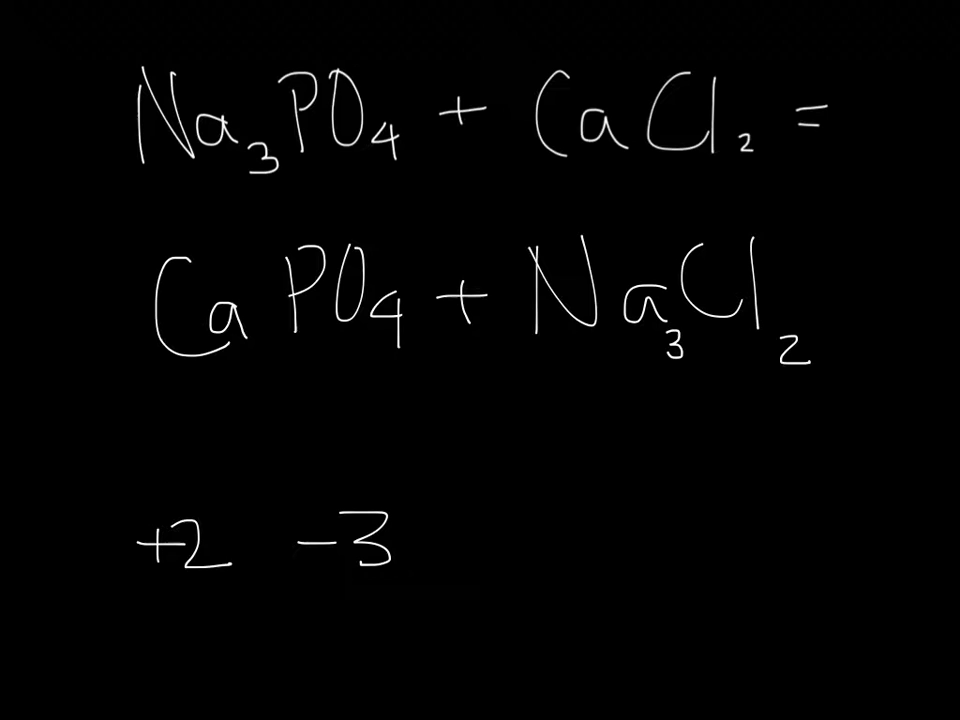 Na₃PO₄ + CaCl₂ =
CaPO₄ + Na₃Cl₂
+2 -3